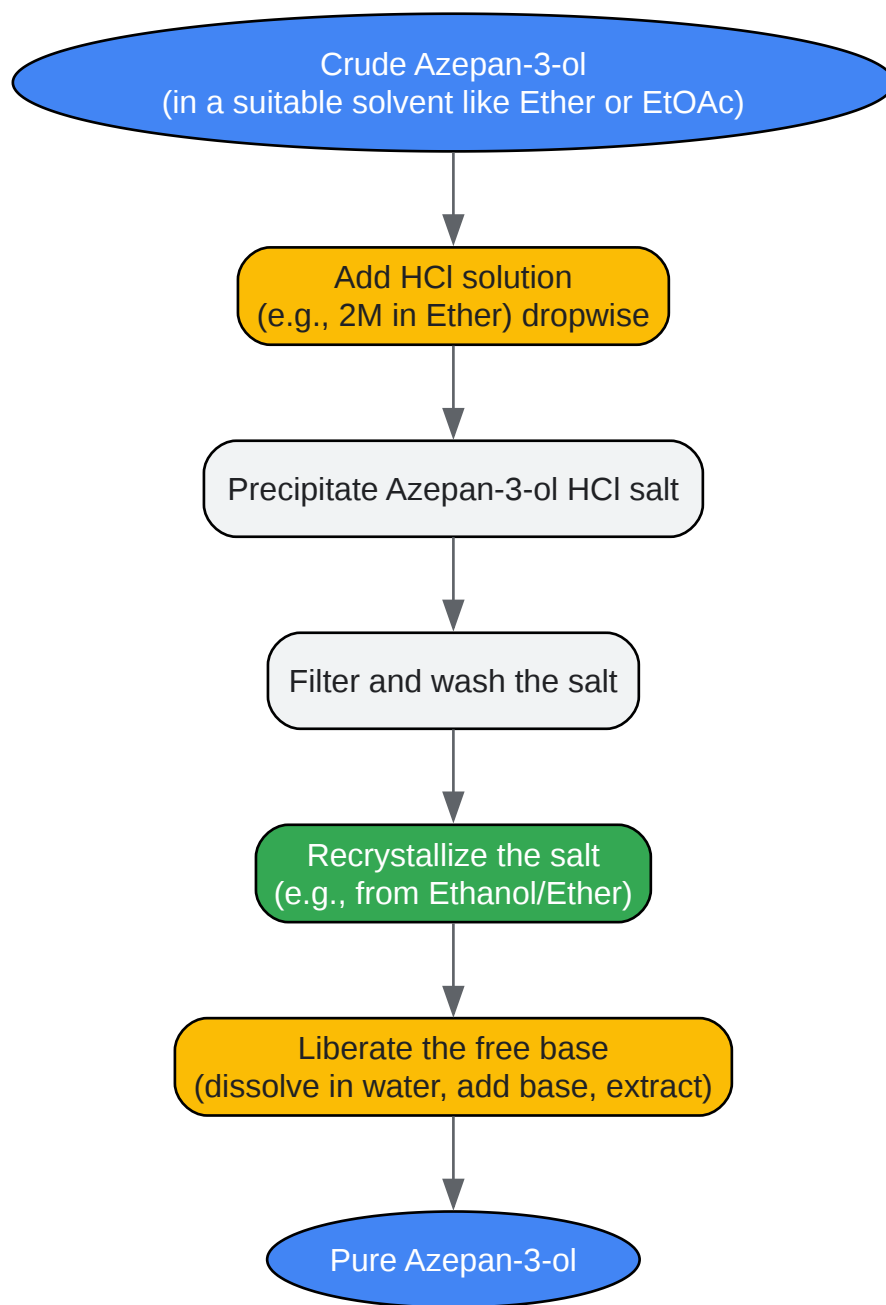 Crude Azepan-3-ol
(in a suitable solvent like Ether or EtOAc)
Add HCl solution
(e.g., 2M in Ether) dropwise
Precipitate Azepan-3-ol HCl salt
Filter and wash the salt
Recrystallize the salt
(e.g., from Ethanol/Ether)
Liberate the free base
(dissolve in water, add base, extract)
Pure Azepan-3-ol